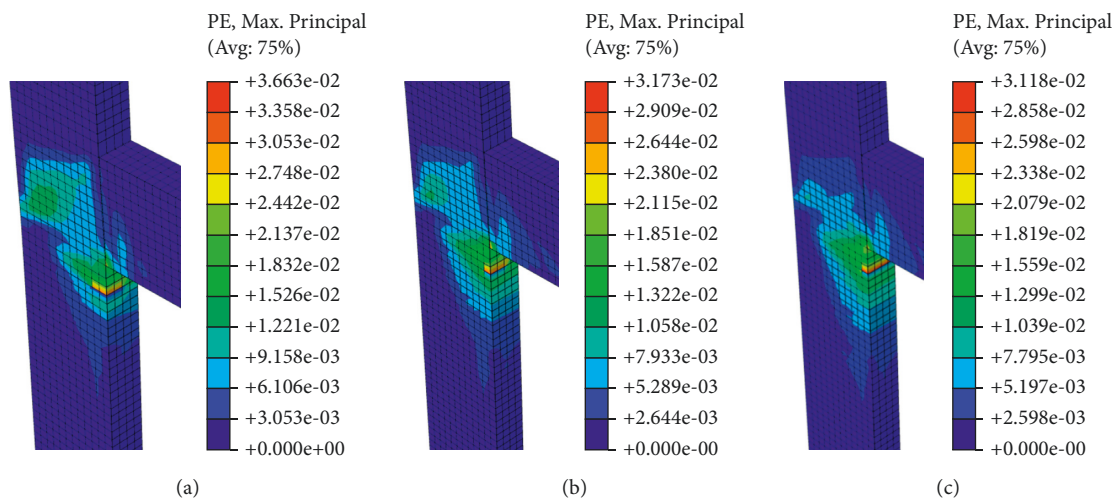 PE, Max. Principal
(Avg: 75%)
+3.663e-02
+3.358e-02
+3.053e-02
+2.748e-02
+2.442e-02
+2.137e-02
+1.832e-02
+1.526e-02
+1.221e-02
+9.158e-03
+6.106e-03
+3.053e-03
+0.000e+00
(a)
PE, Max. Principal
(Avg: 75%)
+3.173e-02
+2.909e-02
+2.644e-02
+2.380e-02
+2.115e-02
+1.851e-02
+1.587e-02
+1.322e-02
+1.058e-02
+7.933e-03
+5.289e-03
+2.644e-03
+0.000e-00
(b)
PE, Max. Principal
(Avg: 75%)
+3.118e-02
+2.858e-02
+2.598e-02
+2.338e-02
+2.079e-02
+1.819e-02
+1.559e-02
+1.299e-02
+1.039e-02
+7.795e-03
+5.197e-03
+2.598e-03
+0.000e-00
(c)